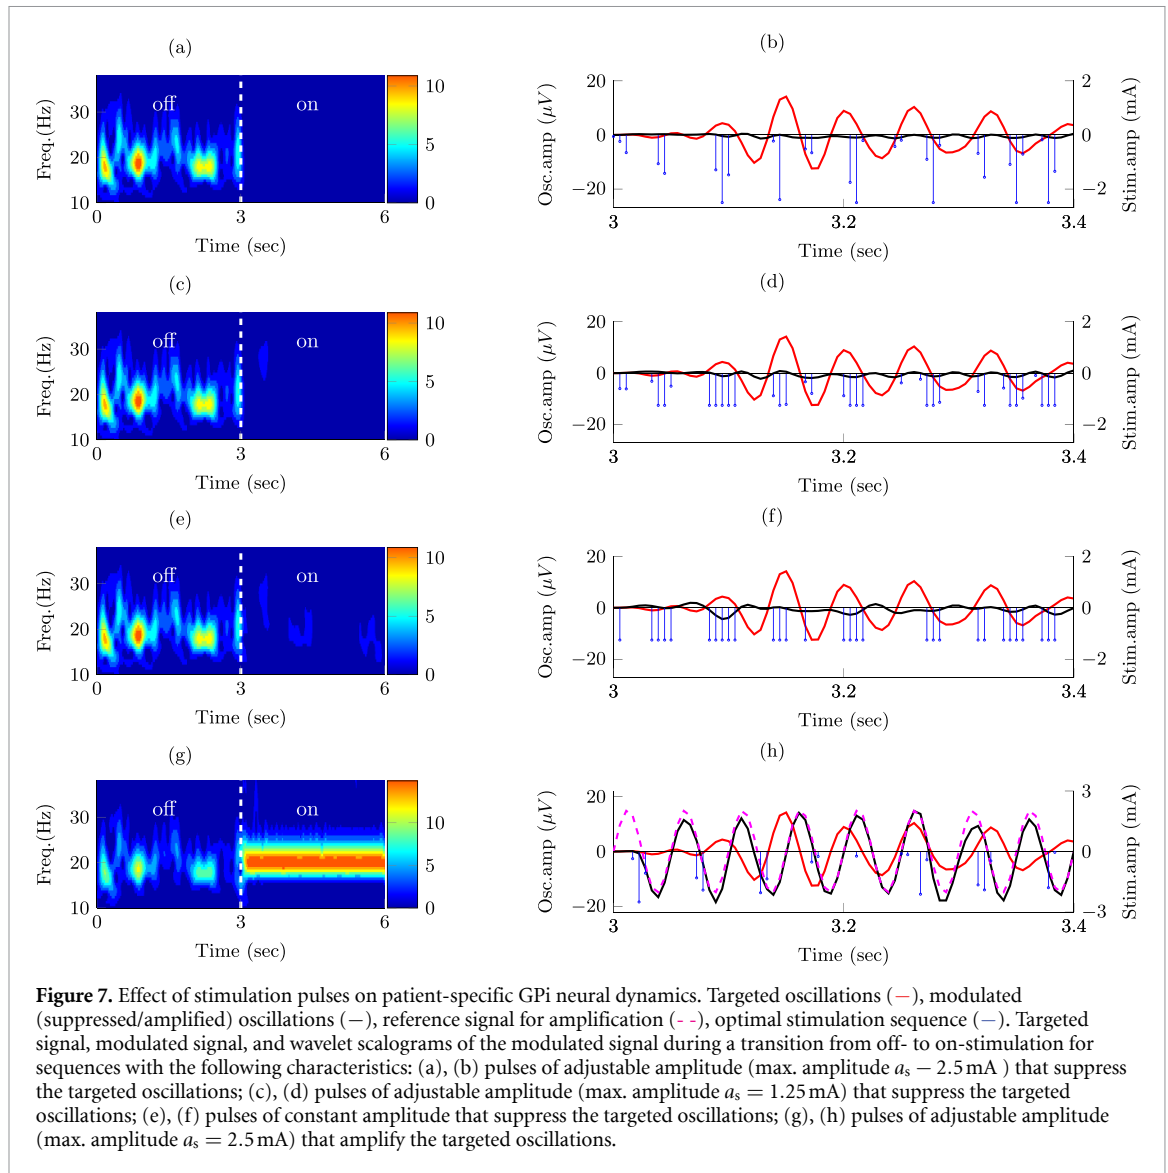 (a)
(b)
Freq.(Hz)
30
20
10
off
on
0
3
6
Time (sec)
10
5
0
Osc.amp (µV)
20
0
−20
3
3.2
3.4
Time (sec)
2
0
−2
Stim.amp (mA)
(c)
(d)
Freq.(Hz)
30
20
10
off
on
0
3
6
Time (sec)
10
5
0
Osc.amp (µV)
20
0
−20
3
3.2
3.4
Time (sec)
2
0
−2
Stim.amp (mA)
(e)
(f)
Freq.(Hz)
30
20
10
off
on
0
3
6
Time (sec)
10
5
0
Osc.amp (µV)
20
0
−20
3
3.2
3.4
Time (sec)
2
0
−2
Stim.amp (mA)
(g)
(h)
Freq.(Hz)
30
20
10
off
on
0
3
6
Time (sec)
10
5
0
Osc.amp (µV)
20
0
−20
3
3.2
3.4
Time (sec)
3
0
−3
Stim.amp (mA)
Figure 7. Effect of stimulation pulses on patient-specific GPi neural dynamics. Targeted oscillations (—), modulated
(suppressed/amplified) oscillations (—), reference signal for amplification (- -), optimal stimulation sequence (—). Targeted
signal, modulated signal, and wavelet scalograms of the modulated signal during a transition from off- to on-stimulation for
sequences with the following characteristics: (a), (b) pulses of adjustable amplitude (max. amplitude aₛ − 2.5 mA ) that suppress
the targeted oscillations; (c), (d) pulses of adjustable amplitude (max. amplitude aₛ = 1.25 mA) that suppress the targeted
oscillations; (e), (f) pulses of constant amplitude that suppress the targeted oscillations; (g), (h) pulses of adjustable amplitude
(max. amplitude aₛ = 2.5 mA) that amplify the targeted oscillations.